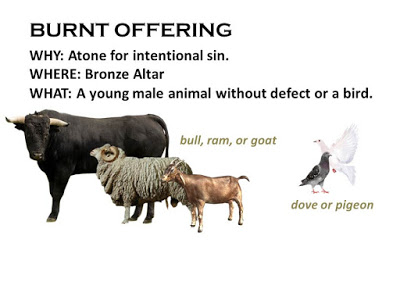 BURNT OFFERING
WHY: Atone for intentional sin.
WHERE: Bronze Altar
WHAT: A young male animal without defect or a bird.
bull, ram, or goat
dove or pigeon